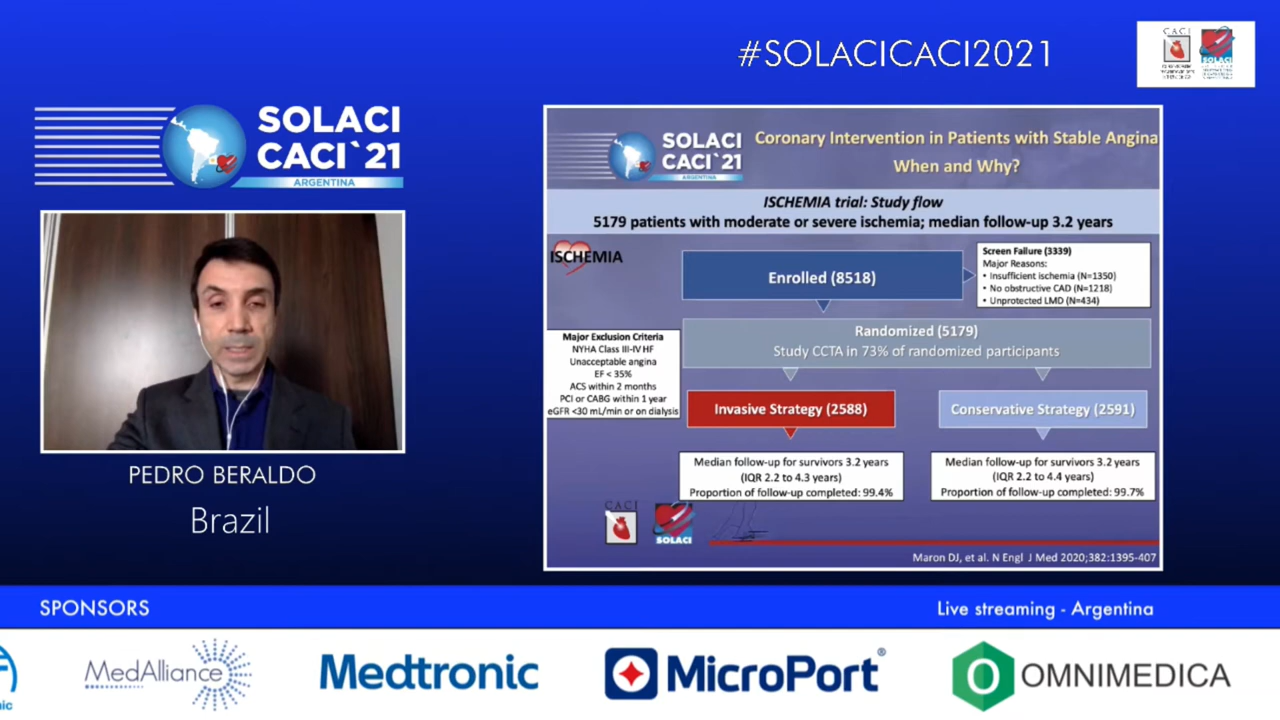 #SOLACICACI2021
CACI
SOLACI
SOLACI
CACI`21
ARGENTINA
PEDRO BERALDO
Brazil
SOLACI
CACI`21
ARGENTINA
Coronary Intervention in Patients with Stable Angina
When and Why?
ISCHEMIA trial: Study flow
5179 patients with moderate or severe ischemia; median follow-up 3.2 years
ISCHEMIA
Enrolled (8518)
Screen Failure (3339)
Major Reasons:
• Insufficient ischemia (N=1350)
• No obstructive CAD (N=1218)
• Unprotected LMD (N=434)
Randomized (5179)
Study CCTA in 73% of randomized participants
Major Exclusion Criteria
NYHA Class III-IV HF
Unacceptable angina
EF < 35%
ACS within 2 months
PCI or CABG within 1 year
eGFR <30 mL/min or on dialysis
Invasive Strategy (2588)
Conservative Strategy (2591)
Median follow-up for survivors 3.2 years
(IQR 2.2 to 4.3 years)
Proportion of follow-up completed: 99.4%
Median follow-up for survivors 3.2 years
(IQR 2.2 to 4.4 years)
Proportion of follow-up completed: 99.7%
CACI
SOLACI
Maron DJ, et al. N Engl J Med 2020;382:1395-407
SPONSORS
Live streaming - Argentina
MedAlliance
Medtronic
MicroPort®
OMNIMEDICA